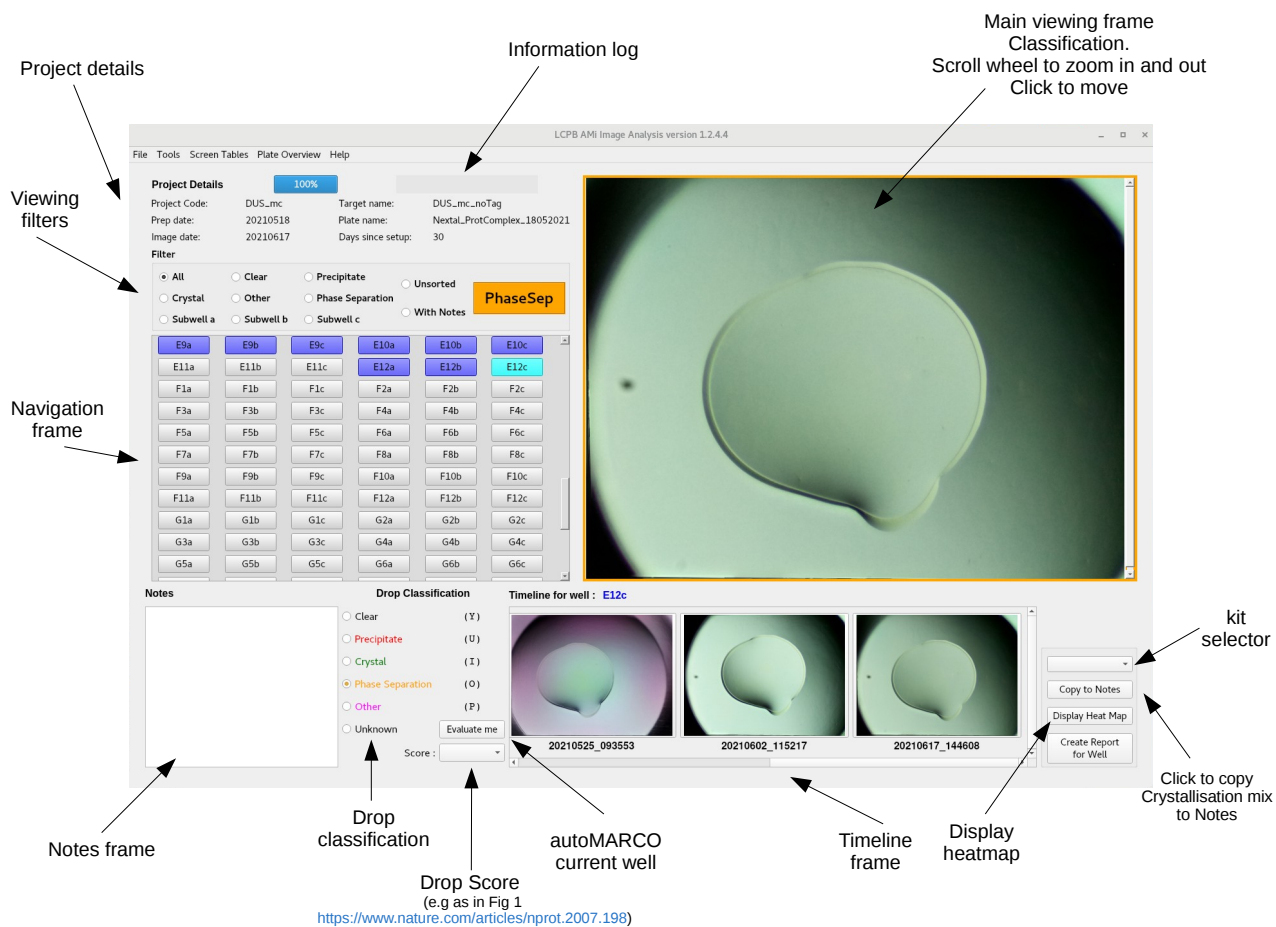 Main viewing frame
Classification.
Scroll wheel to zoom in and out
Click to move
Information log
Project details
LCPB AMi Image Analysis version 1.2.4.4
File Tools Screen Tables Plate Overview Help
Project Details 100%
Project Code: DUS_mc Target name: DUS_mc_noTag
Prep date: 20210518 Plate name: Nextal_ProtComplex_18052021
Image date: 20210617 Days since setup: 30
Viewing
filters
Filter
All Clear Precipitate Unsorted
Crystal Other Phase Separation With Notes
Subwell a Subwell b Subwell c
PhaseSep
E9a E9b E9c E10a E10b E10c
E11a E11b E11c E12a E12b E12c
F1a F1b F1c F2a F2b F2c
F3a F3b F3c F4a F4b F4c
F5a F5b F5c F6a F6b F6c
F7a F7b F7c F8a F8b F8c
F9a F9b F9c F10a F10b F10c
F11a F11b F11c F12a F12b F12c
G1a G1b G1c G2a G2b G2c
G3a G3b G3c G4a G4b G4c
G5a G5b G5c G6a G6b G6c
Navigation
frame
Notes
Drop Classification
Clear (Y)
Precipitate (U)
Crystal (I)
Phase Separation (O)
Other (P)
Unknown Evaluate me
Score :
Timeline for well : E12c
20210525_093553 20210602_115217 20210617_144608
Copy to Notes
Display Heat Map
Create Report
for Well
kit
selector
Click to copy
Crystallisation mix
to Notes
Notes frame
Drop
classification
autoMARCO
current well
Timeline
frame
Display
heatmap
Drop Score
(e.g as in Fig 1
https://www.nature.com/articles/nprot.2007.198)